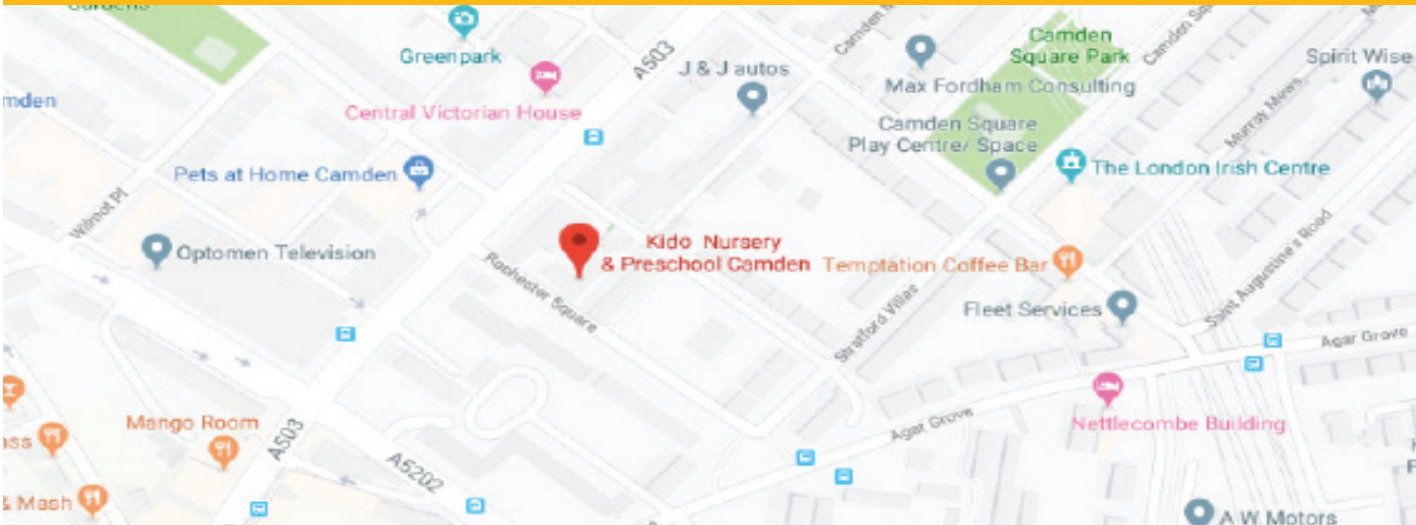 Gardens
Greenpark
A503
J & J autos
Camden
Square Park
Camden Sq
Spirit Wise
Max Fordham Consulting
Central Victorian House
mden
Camden Square
Play Centre/ Space
Murray Mews
The London Irish Centre
Pets at Home Camden
Wilmot Pl
Optomen Television
Kido Nursery
& Preschool Camden
Temptation Coffee Bar
Rochester Square
Stratford Villas
Fleet Services
Saint Augustine's Road
Agar Grove
Mango Room
ass
A503
A5202
Agar Grove
Nettlecombe Building
& Mash
A W Motors